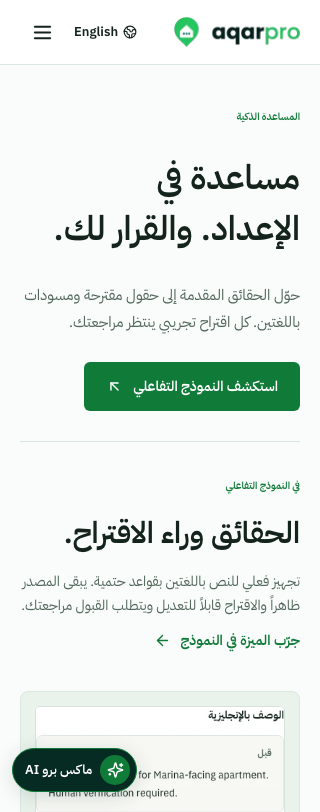 aqarpro
English
المساعدة الذكية
مساعدة في
الإعداد. والقرار لك.
حوّل الحقائق المقدمة إلى حقول مقترحة ومسودات
باللغتين. كل اقتراح تجريبي ينتظر مراجعتك.
استكشف النموذج التفاعلي
في النموذج التفاعلي
الحقائق وراء الاقتراح.
تجهيز فعلي للنص باللغتين بقواعد حتمية. يبقى المصدر
ظاهراً والاقتراح قابلاً للتعديل ويتطلب القبول مراجعتك.
جرّب الميزة في النموذج
الوصف بالإنجليزية
قبل
for Marina-facing apartment.
Human verification required.
ماكس برو AI